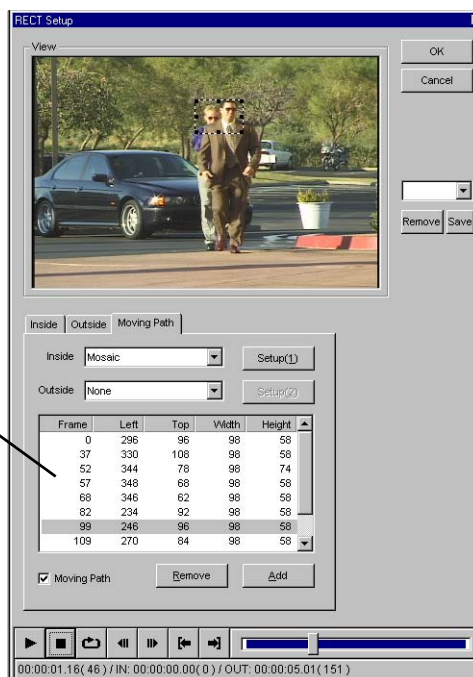 RECT Setup
View
OK
Cancel
Remove Save
Inside Outside Moving Path
Inside Mosaic Setup(1)
Outside None Setup(2)
Frame Left Top Width Height
0 296 96 98 58
37 330 108 98 58
52 344 78 98 74
57 348 68 98 58
68 346 62 98 58
82 234 92 98 58
99 246 96 98 58
109 270 84 98 58
Moving Path Remove Add
00:00:01.16( 46 ) / IN: 00:00:00.00( 0 ) / OUT: 00:00:05.01( 151 )